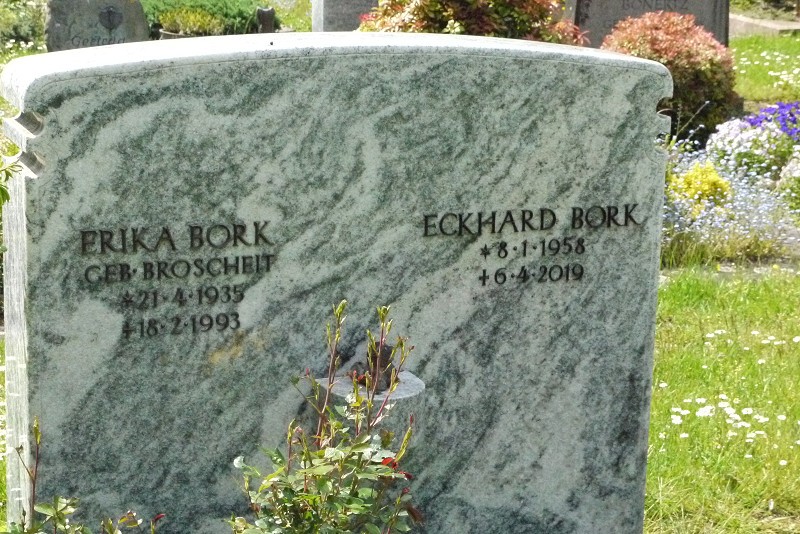 ERIKA BORK
GEB·BROSCHEIT
*21·4·1935
+18·2·1993
ECKHARD BORK
*8·1·1958
+6·4·2019